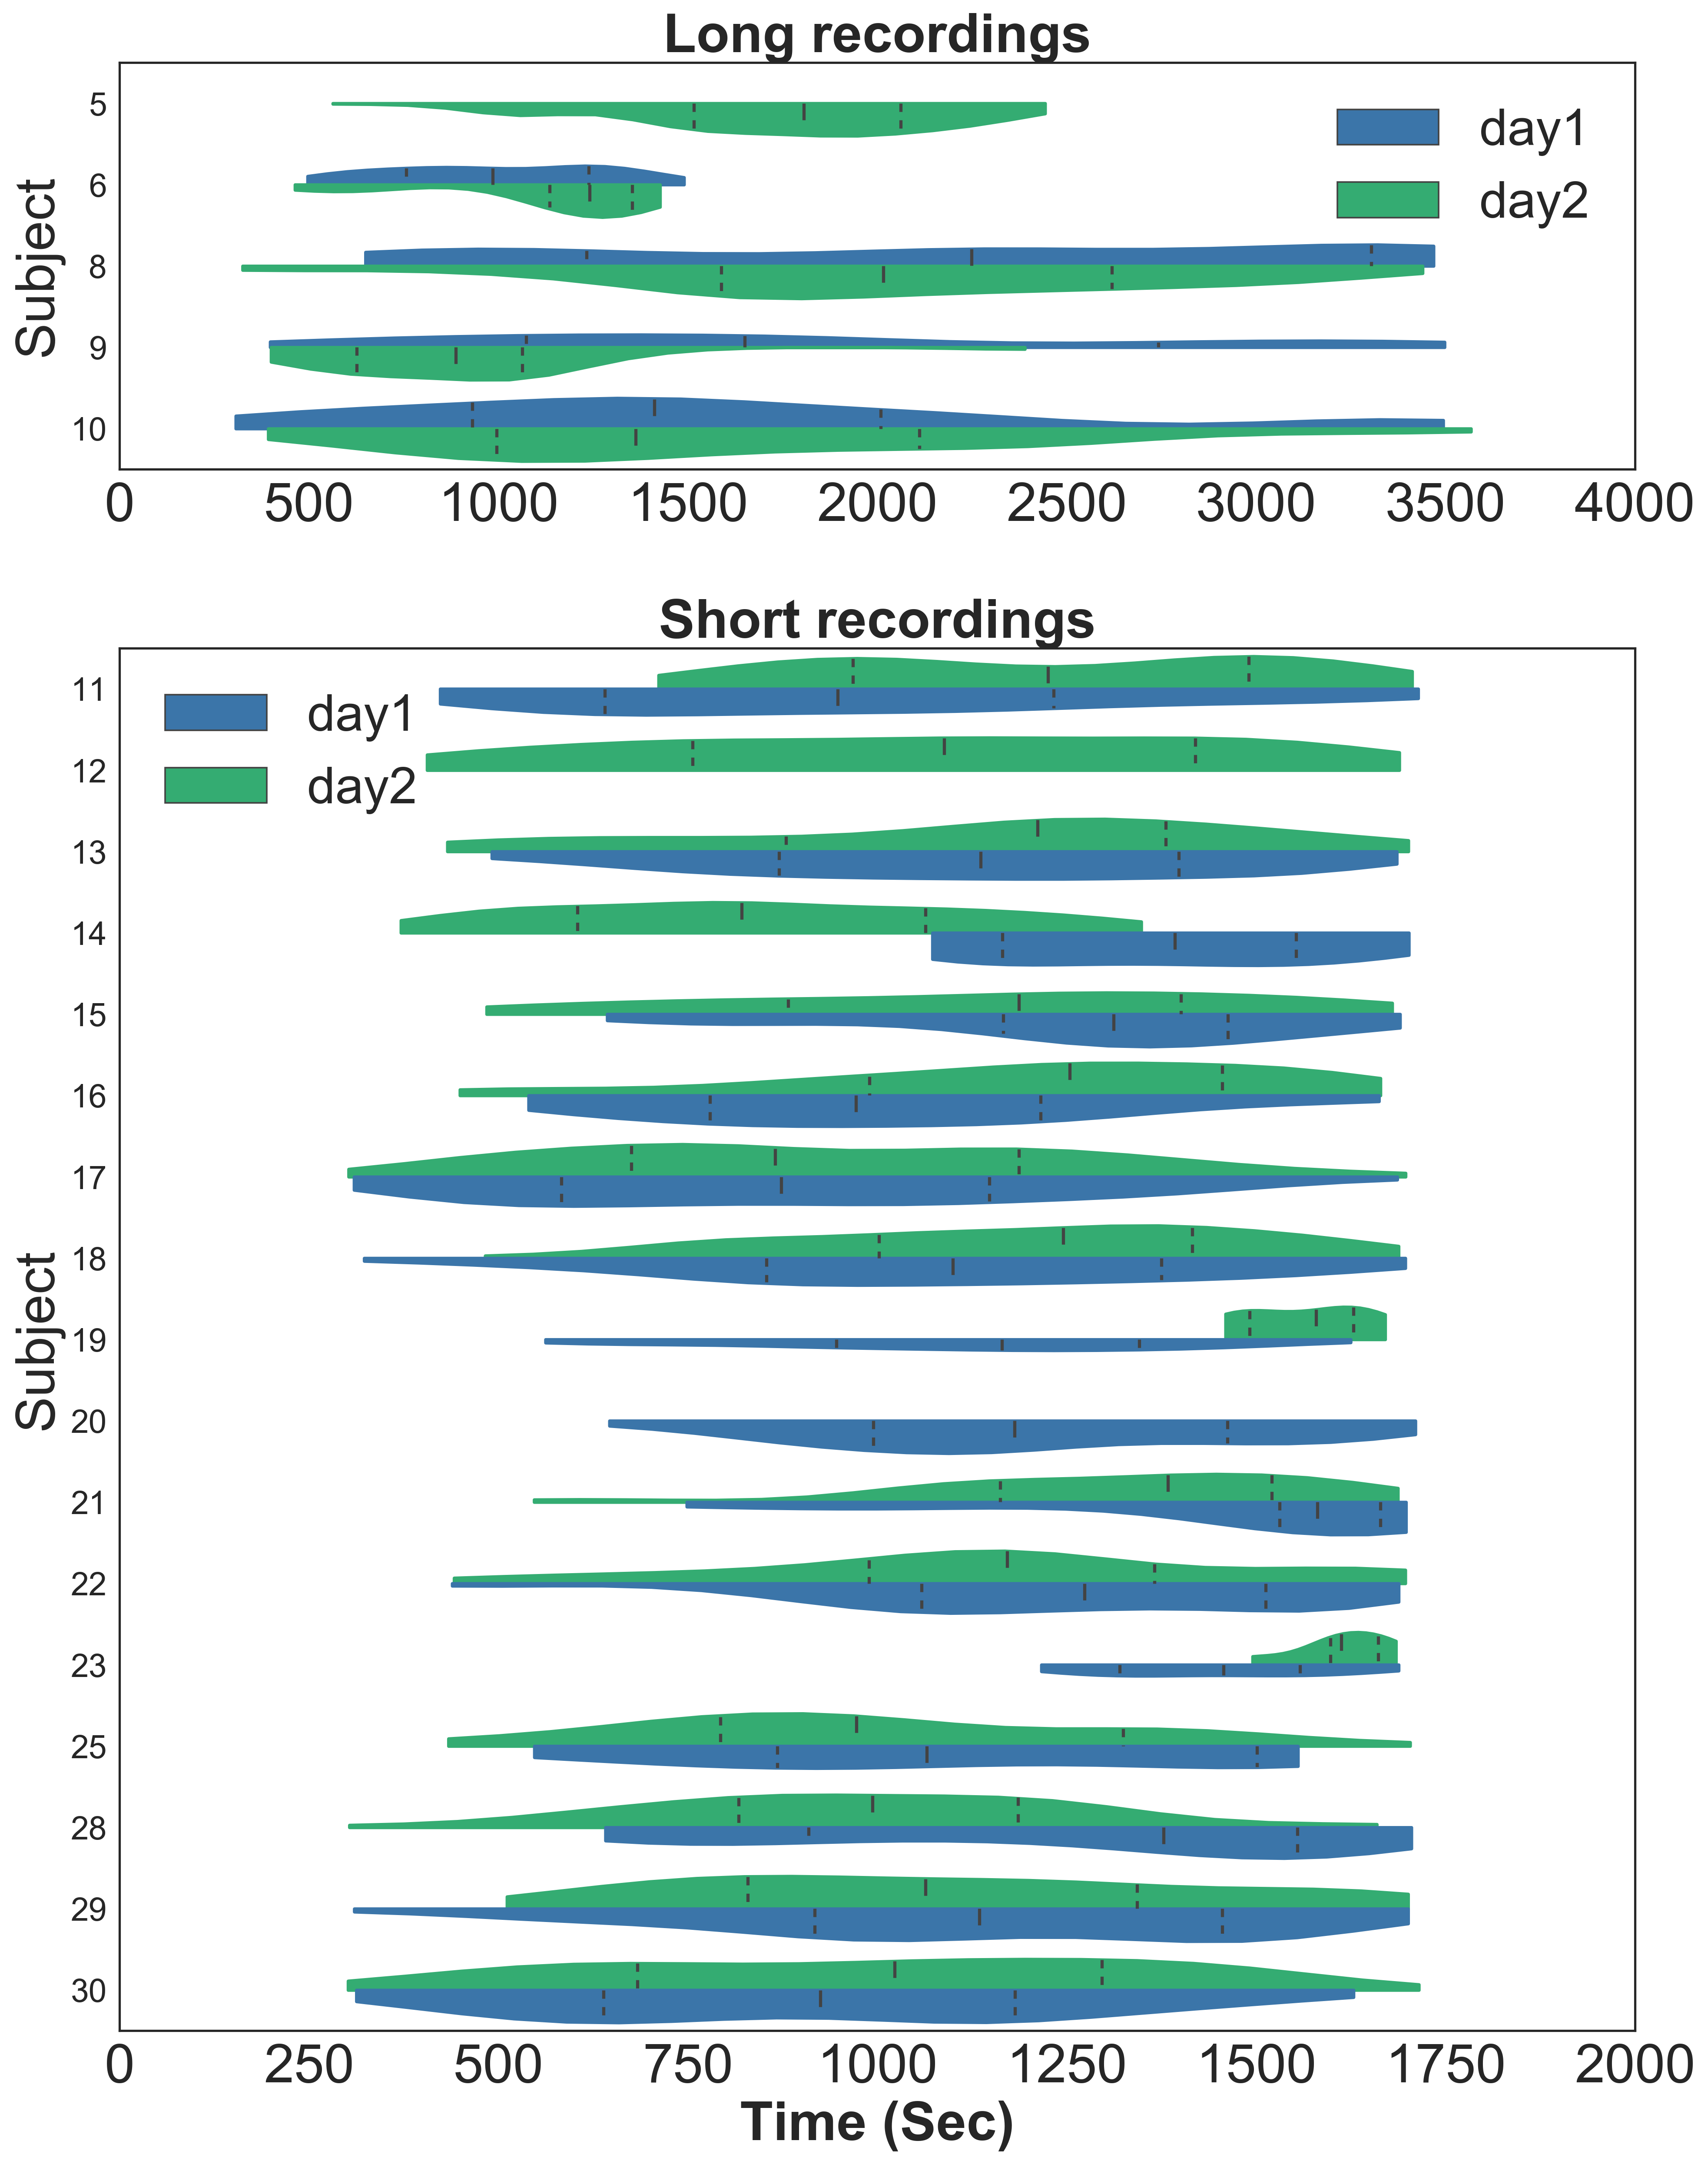 Long recordings
5
day1
6
day2
8
9
10
0 500 1000 1500 2000 2500 3000 3500 4000
Subject
Short recordings
11
day1
12
day2
13
14
15
16
17
18
19
20
21
22
23
25
28
29
30
0 250 500 750 1000 1250 1500 1750 2000
Subject
Time (Sec)